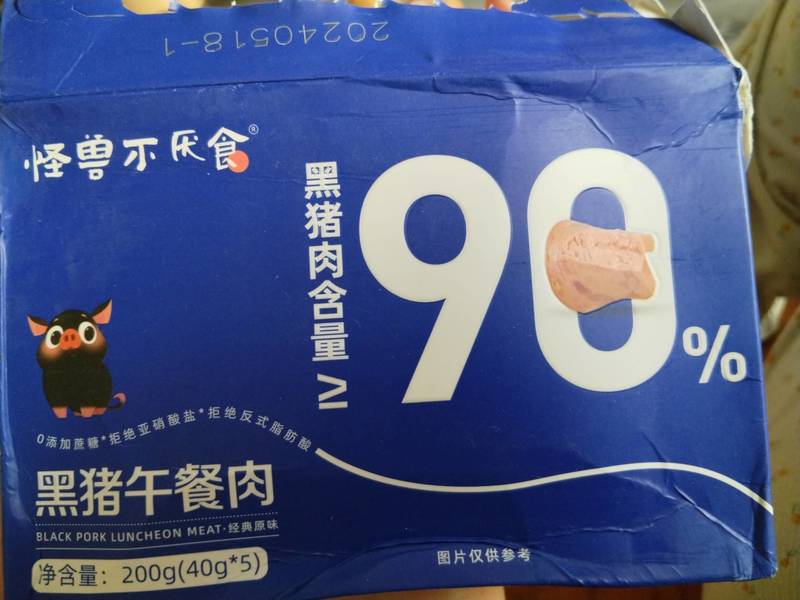 20240518-1
怪兽不厌食®
黑猪肉含量≥
90%
0添加蔗糖*拒绝亚硝酸盐*拒绝反式脂肪酸
黑猪午餐肉
BLACK PORK LUNCHEON MEAT·经典原味
净含量：200g(40g*5)
图片仅供参考